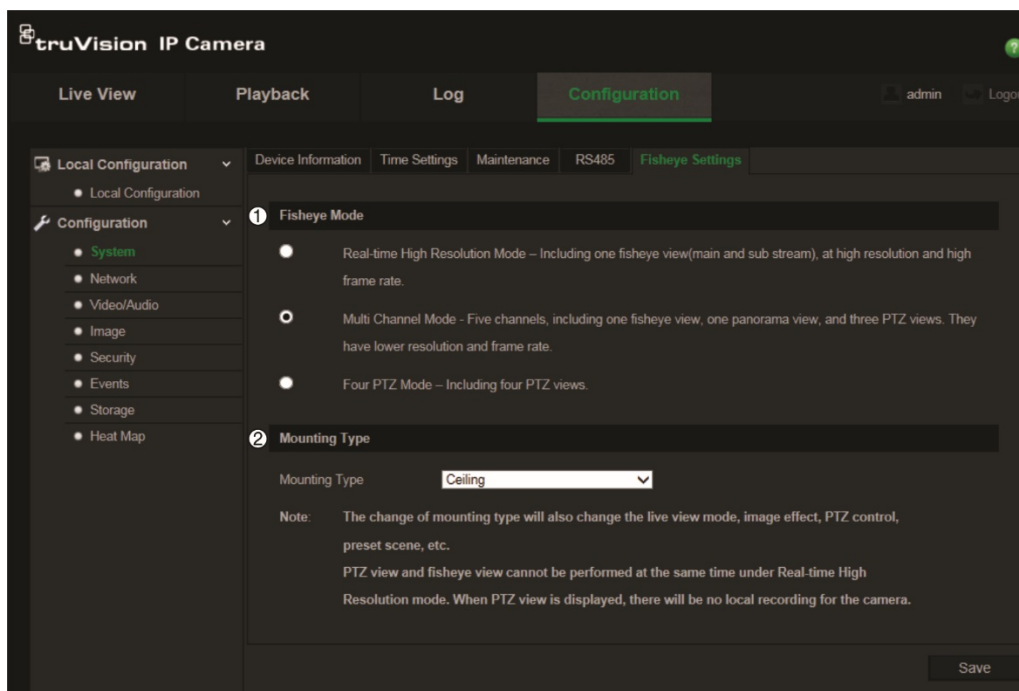 truVision IP Camera
?
Live View
Playback
Log
Configuration
admin
Device Information
Time Settings
Maintenance
RS485
Fisheye Settings
Local Configuration
Local Configuration
Configuration
System
Network
Video/Audio
Image
Security
Events
Storage
Heat Map
1 Fisheye Mode
Real-time High Resolution Mode – Including one fisheye view(main and sub stream), at high resolution and high
frame rate.
Multi Channel Mode - Five channels, including one fisheye view, one panorama view, and three PTZ views. They
have lower resolution and frame rate.
Four PTZ Mode – Including four PTZ views.
2 Mounting Type
Mounting Type Ceiling
Note: The change of mounting type will also change the live view mode, image effect, PTZ control,
preset scene, etc.
PTZ view and fisheye view cannot be performed at the same time under Real-time High
Resolution mode. When PTZ view is displayed, there will be no local recording for the camera.
Save